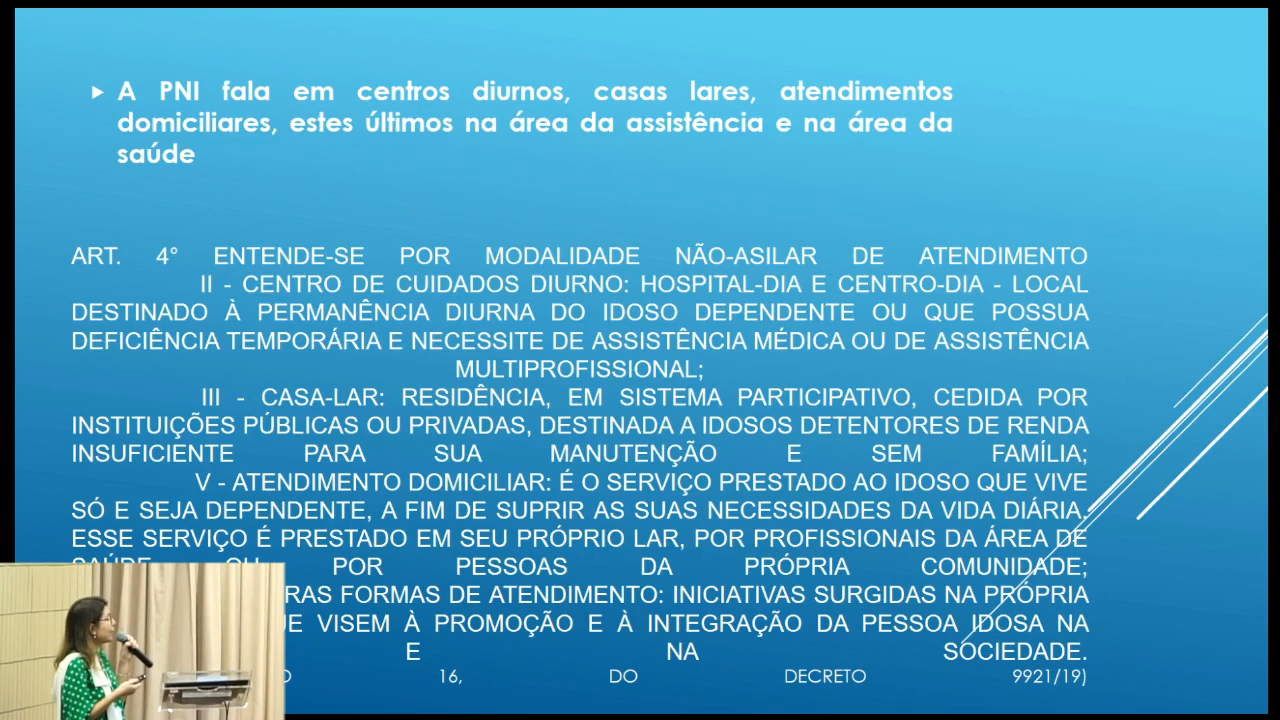 A PNI fala em centros diurnos, casas lares, atendimentos
domiciliares, estes últimos na área da assistência e na área da
saúde
ART. 4° ENTENDE-SE POR MODALIDADE NÃO-ASILAR DE ATENDIMENTO
II - CENTRO DE CUIDADOS DIURNO: HOSPITAL-DIA E CENTRO-DIA - LOCAL
DESTINADO À PERMANÊNCIA DIURNA DO IDOSO DEPENDENTE OU QUE POSSUA
DEFICIÊNCIA TEMPORÁRIA E NECESSITE DE ASSISTÊNCIA MÉDICA OU DE ASSISTÊNCIA
MULTIPROFISSIONAL;
III - CASA-LAR: RESIDÊNCIA, EM SISTEMA PARTICIPATIVO, CEDIDA POR
INSTITUIÇÕES PÚBLICAS OU PRIVADAS, DESTINADA A IDOSOS DETENTORES DE RENDA
INSUFICIENTE PARA SUA MANUTENÇÃO E SEM FAMÍLIA;
V - ATENDIMENTO DOMICILIAR: É O SERVIÇO PRESTADO AO IDOSO QUE VIVE
SÓ E SEJA DEPENDENTE, A FIM DE SUPRIR AS SUAS NECESSIDADES DA VIDA DIÁRIA.
ESSE SERVIÇO É PRESTADO EM SEU PRÓPRIO LAR, POR PROFISSIONAIS DA ÁREA DE
SAÚDE OU POR PESSOAS DA PRÓPRIA COMUNIDADE;
FORMAS DE ATENDIMENTO: INICIATIVAS SURGIDAS NA PRÓPRIA
VISEM À PROMOÇÃO E À INTEGRAÇÃO DA PESSOA IDOSA NA
E NA SOCIEDADE.
16, DO DECRETO 9921/19)